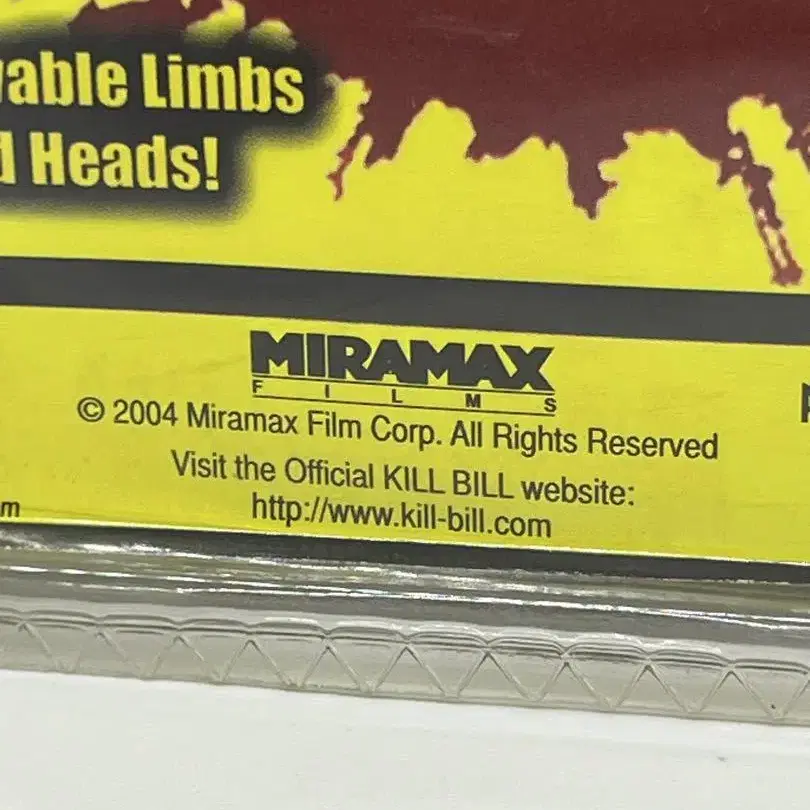 able Limbs
Heads!
MIRAMAX
FILMS
© 2004 Miramax Film Corp. All Rights Reserved
Visit the Official KILL BILL website:
http://www.kill-bill.com
m